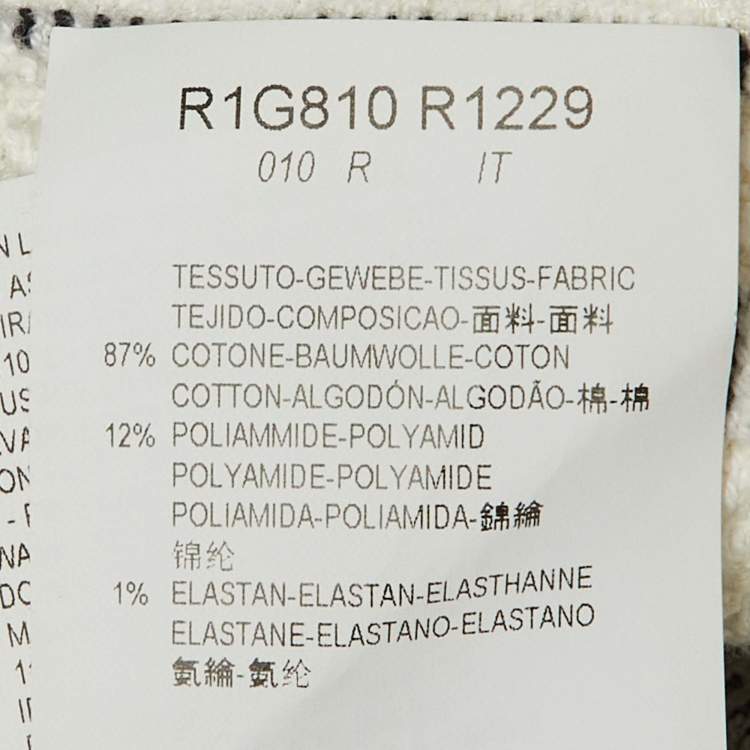 R1G810 R1229
010 R IT
TESSUTO-GEWEBE-TISSUS-FABRIC
TEJIDO-COMPOSICAO-面料-面料
87% COTONE-BAUMWOLLE-COTON
COTTON-ALGODÓN-ALGODÃO-棉-棉
12% POLIAMMIDE-POLYAMID
POLYAMIDE-POLYAMIDE
POLIAMIDA-POLIAMIDA-錦綸
锦纶
1% ELASTAN-ELASTAN-ELASTHANNE
ELASTANE-ELASTANO-ELASTANO
氨綸-氨纶